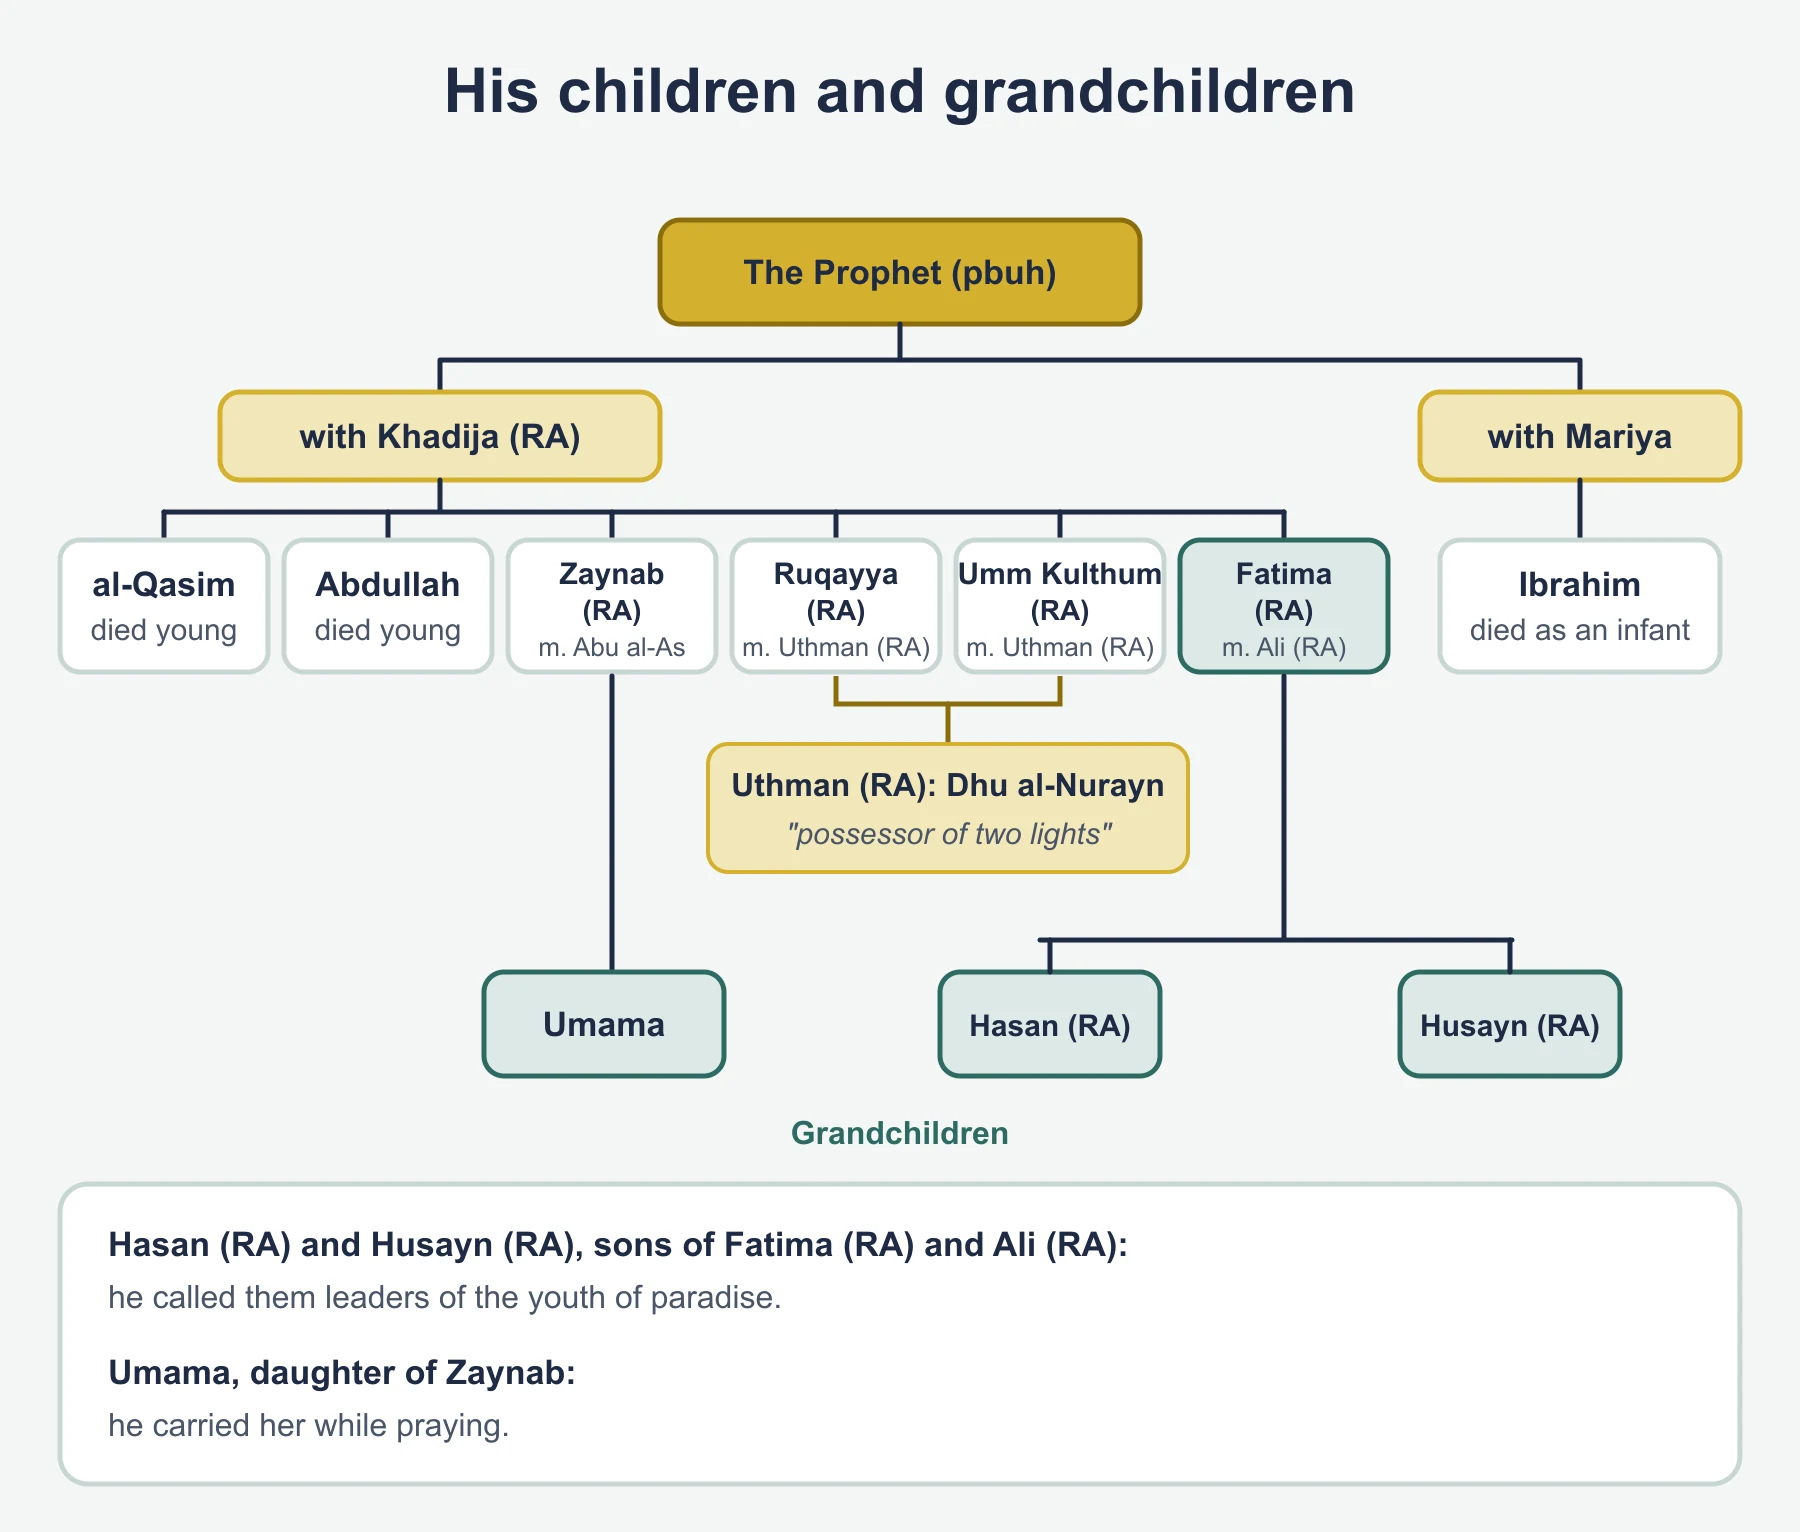 His children and grandchildren
The Prophet (pbuh)
with Khadija (RA)
with Mariya
al-Qasim
died young
Abdullah
died young
Zaynab
(RA)
m. Abu al-As
Ruqayya
(RA)
m. Uthman (RA)
Umm Kulthum
(RA)
m. Uthman (RA)
Fatima
(RA)
m. Ali (RA)
Ibrahim
died as an infant
Uthman (RA): Dhu al-Nurayn
"possessor of two lights"
Umama
Hasan (RA)
Husayn (RA)
Grandchildren
Hasan (RA) and Husayn (RA), sons of Fatima (RA) and Ali (RA):
he called them leaders of the youth of paradise.
Umama, daughter of Zaynab:
he carried her while praying.